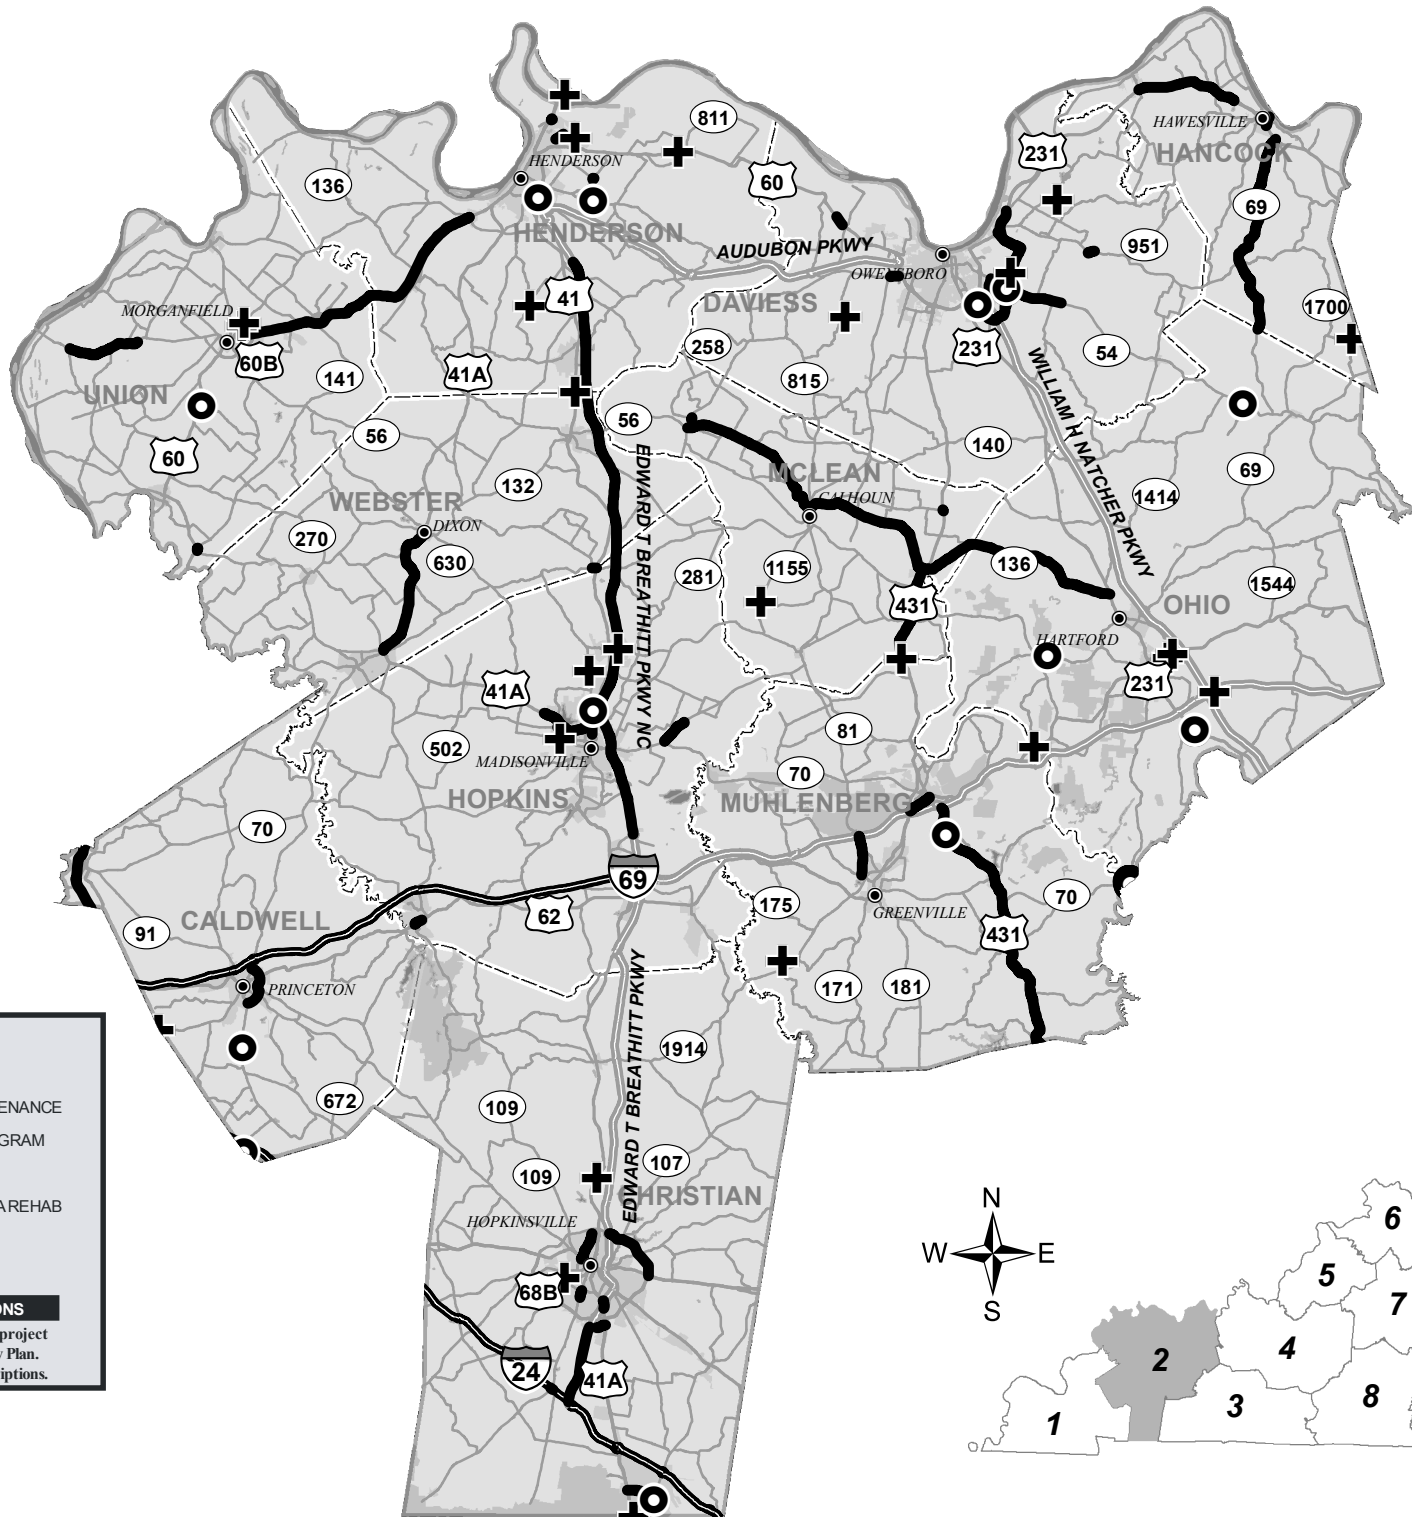 811
HAWESVILLE
231
HANCOCK
HENDERSON
136
60
69
HENDERSON
951
AUDUBON PKWY
OWENSBORO
41
DAVIESS
1700
MORGANFIELD
60B
231
54
258
141
41A
815
UNION
WILLIAM H NATCHER PKWY
56
56
140
60
69
MCLEAN
132
1414
WEBSTER
CALHOUN
DIXON
270
EDWARD T BREATHITT PKWY NC
630
281
1155
136
1544
431
OHIO
HARTFORD
231
41A
81
502
MADISONVILLE
70
HOPKINS
MUHLENBERG
70
69
70
175
62
GREENVILLE
CALDWELL
91
431
PRINCETON
171
181
EDWARD T BREATHITT PKWY
1914
672
109
ENANCE
GRAM
109
107
CHRISTIAN
A REHAB
HOPKINSVILLE
68B
ONS
project
y Plan.
iptions.
24
41A
N
W
E
S
6
5
7
4
2
8
3
1